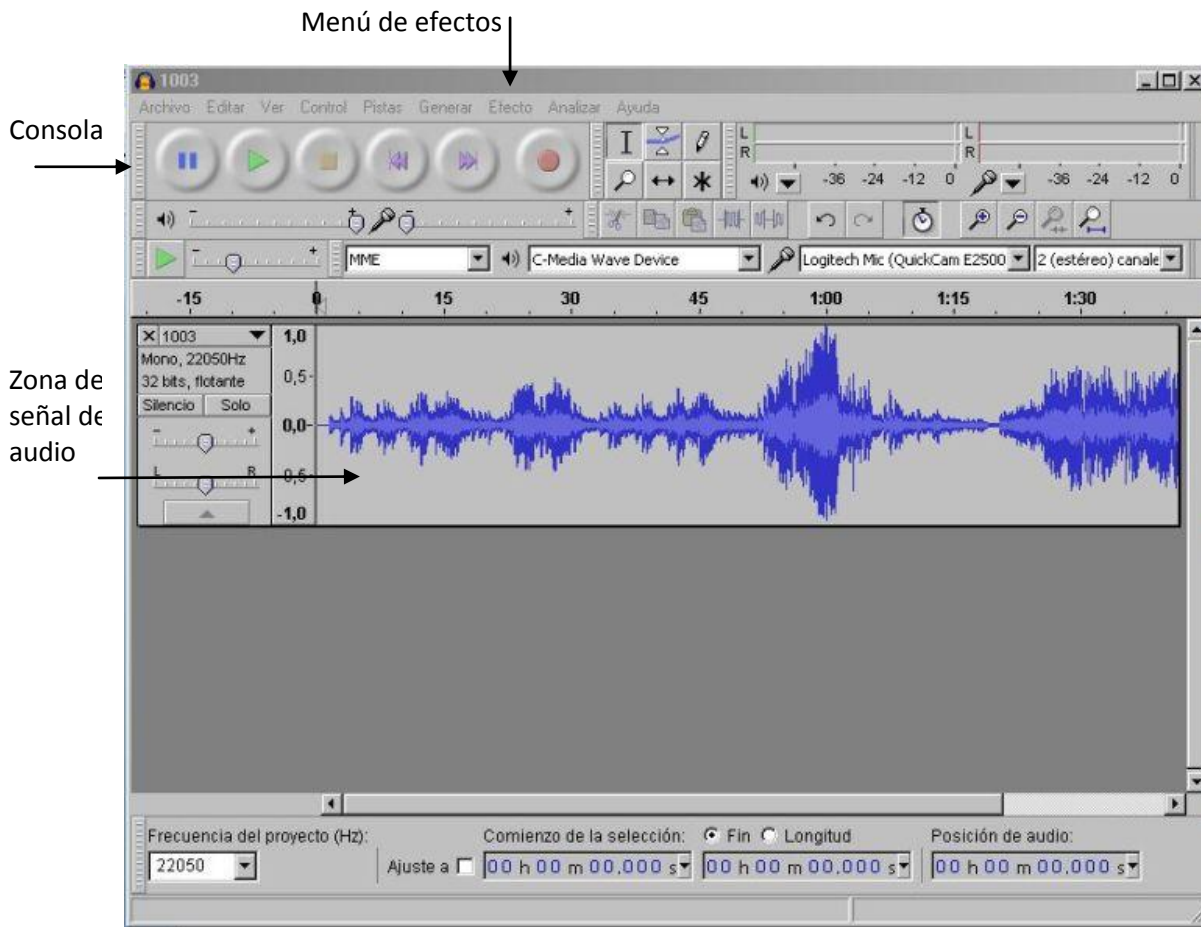 Menú de efectos
1003
Archivo Editar Ver Control Pistas Generar Efecto Analizar Ayuda
Consola
L
R
-36 -24 -12 0
L
R
-36 -24 -12 0
- +
- +
- +
MME
C-Media Wave Device
Logitech Mic (QuickCam E2500
2 (estéreo) canale
-15 0 15 30 45 1:00 1:15 1:30
1003
Mono, 22050Hz
32 bits, flotante
Silencio Solo
- +
L R
1,0
0,5
0,0
-0,5
-1,0
Zona de
señal de
audio
Frecuencia del proyecto (Hz):
22050
Ajuste a
Comienzo de la selección:
00 h 00 m 00.000 s
Fin Longitud
00 h 00 m 00.000 s
Posición de audio:
00 h 00 m 00.000 s